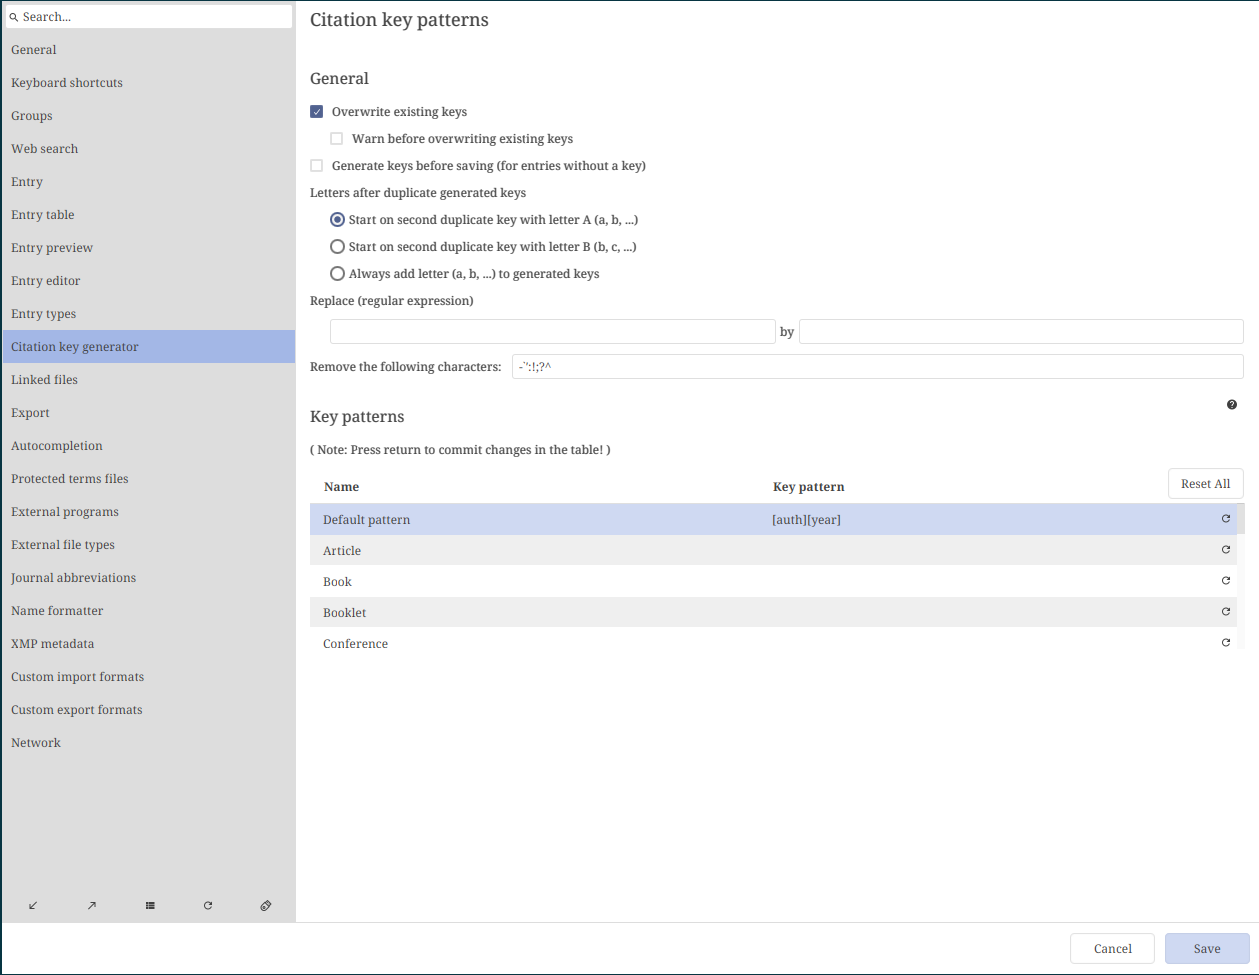 Search...
General
Keyboard shortcuts
Groups
Web search
Entry
Entry table
Entry preview
Entry editor
Entry types
Citation key generator
Linked files
Export
Autocompletion
Protected terms files
External programs
External file types
Journal abbreviations
Name formatter
XMP metadata
Custom import formats
Custom export formats
Network
Citation key patterns
General
Overwrite existing keys
Warn before overwriting existing keys
Generate keys before saving (for entries without a key)
Letters after duplicate generated keys
Start on second duplicate key with letter A (a, b, ...)
Start on second duplicate key with letter B (b, c, ...)
Always add letter (a, b, ...) to generated keys
Replace (regular expression)
by
Remove the following characters: -`′:!;?^
Key patterns
( Note: Press return to commit changes in the table! )
Name Key pattern Reset All
Default pattern [auth][year]
Article
Book
Booklet
Conference
Cancel Save